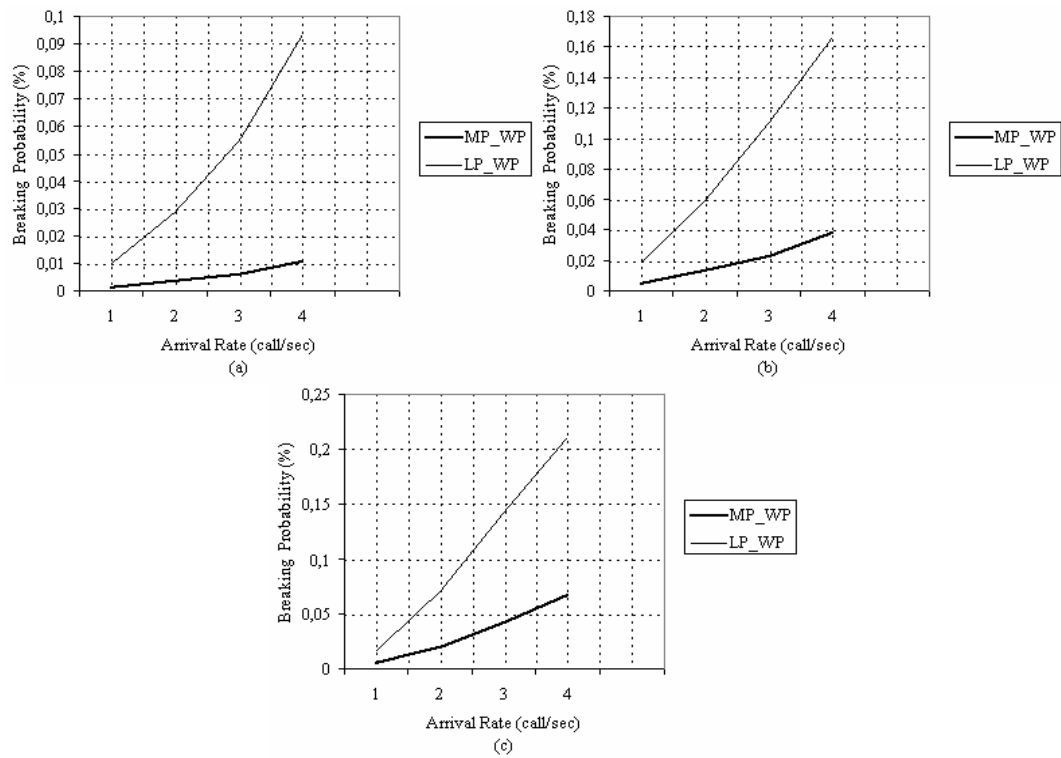 0,1
0,09
0,08
0,07
0,06
0,05
0,04
0,03
0,02
0,01
0
Breaking Probability (%)
1 2 3 4
Arrival Rate (call/sec)
(a)
MP_WP
LP_WP
0,18
0,16
0,14
0,12
0,1
0,08
0,06
0,04
0,02
0
Breaking Probability (%)
1 2 3 4
Arrival Rate (call/sec)
(b)
MP_WP
LP_WP
0,25
0,2
0,15
0,1
0,05
0
Breaking Probability (%)
1 2 3 4
Arrival Rate (call/sec)
(c)
MP_WP
LP_WP